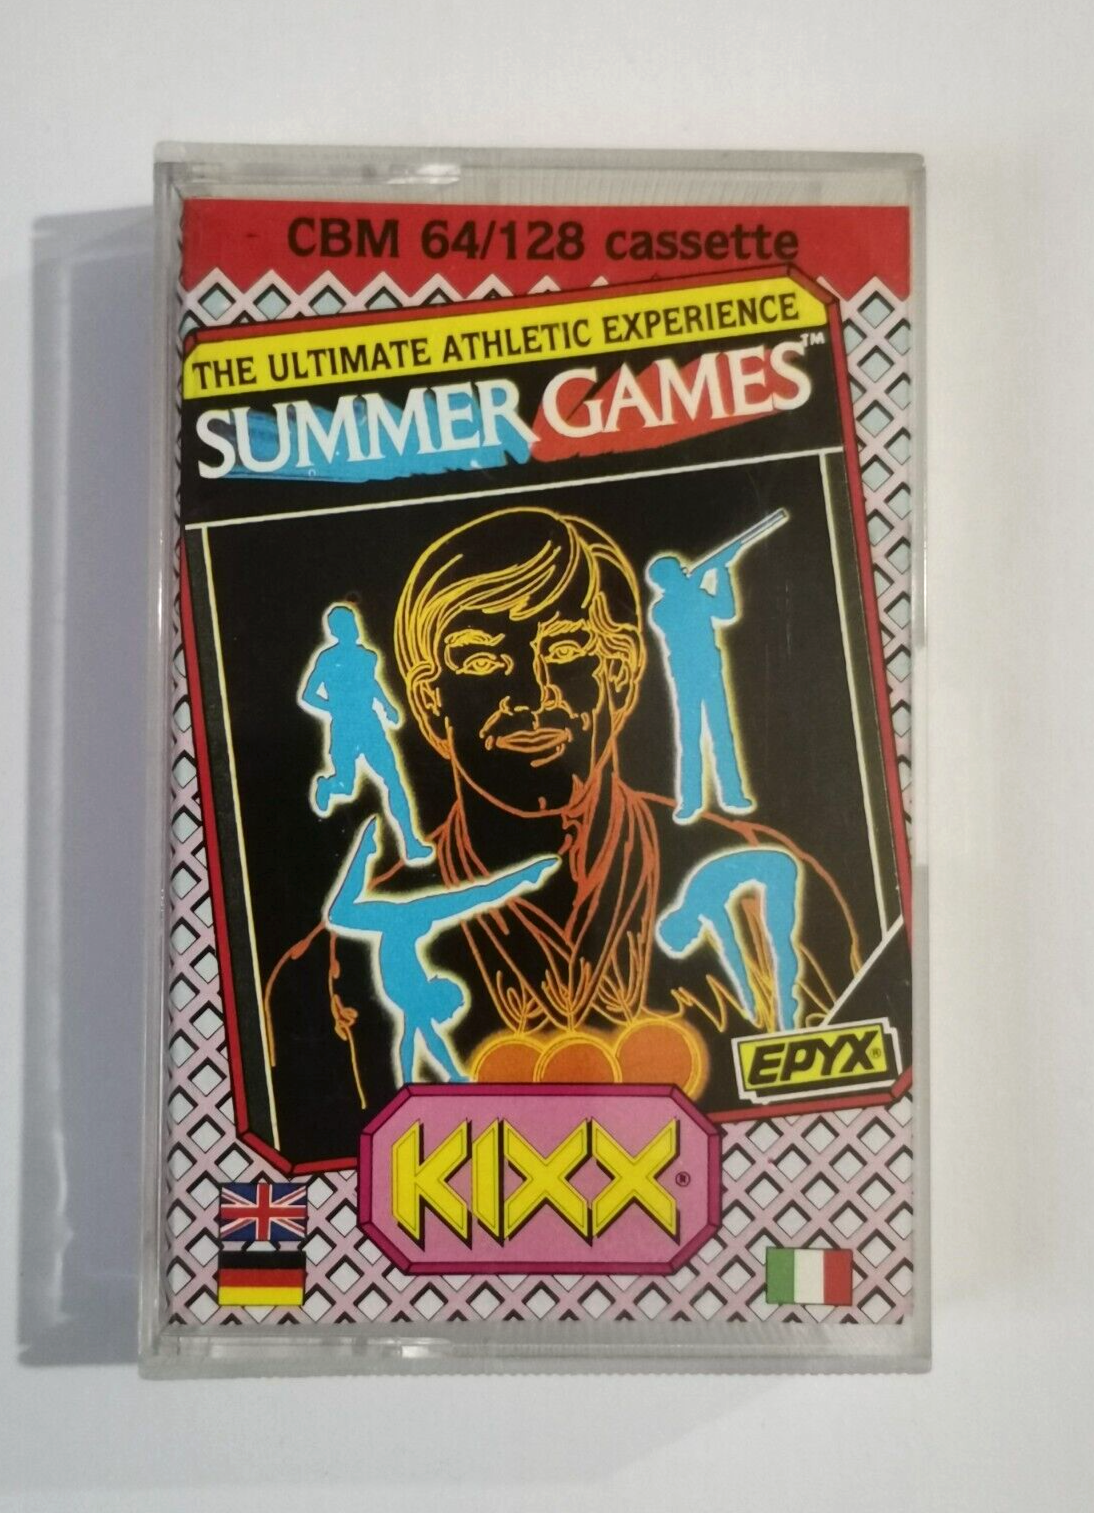 CBM 64/128 cassette
THE ULTIMATE ATHLETIC EXPERIENCE
SUMMER GAMES™
EPYX®
KIXX®